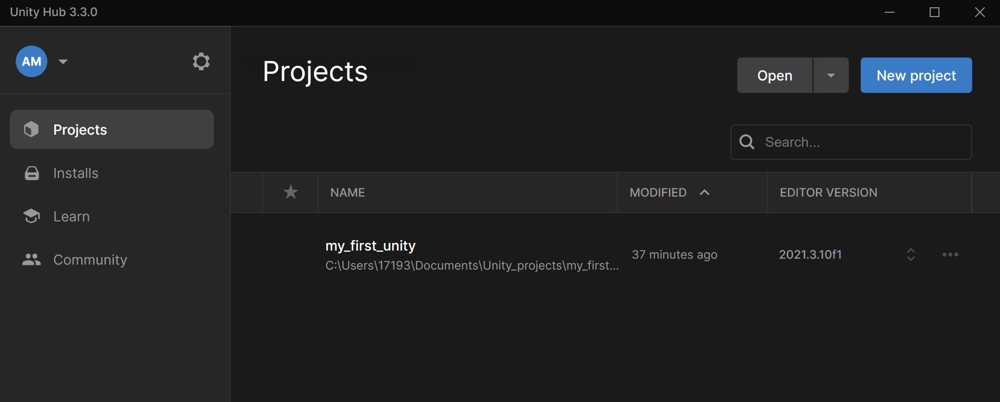 Unity Hub 3.3.0
AM
Projects
Installs
Learn
Community
Projects
Open
New project
Search...
NAME
MODIFIED
EDITOR VERSION
my_first_unity
C:\Users\17193\Documents\Unity_projects\my_first...
37 minutes ago
2021.3.10f1